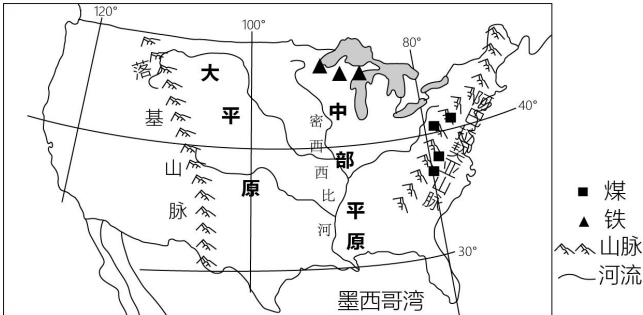 120°
100°
80°
40°
30°
落基山脉
大平原
中部平原
密西西比河
阿巴拉契亚山脉
墨西哥湾
煤
铁
山脉
河流